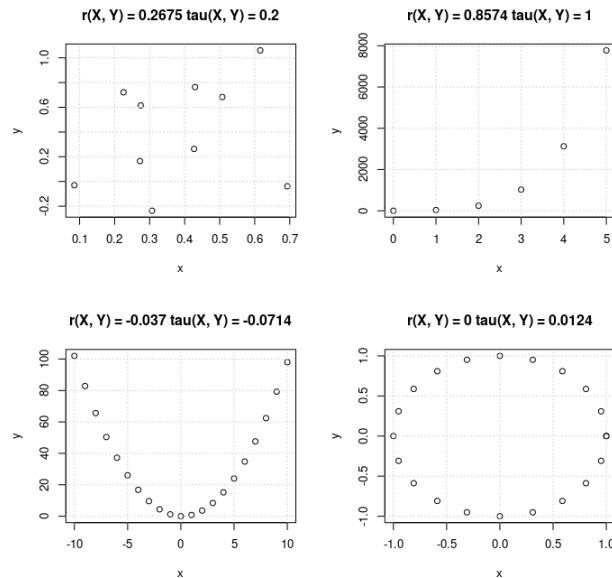 r(X, Y) = 0.2675 tau(X, Y) = 0.2
y
-0.2 0.2 0.6 1.0
0.1 0.2 0.3 0.4 0.5 0.6 0.7
x
r(X, Y) = 0.8574 tau(X, Y) = 1
y
0 2000 4000 6000 8000
0 1 2 3 4 5
x
r(X, Y) = -0.037 tau(X, Y) = -0.0714
y
0 20 40 60 80 100
-10 -5 0 5 10
x
r(X, Y) = 0 tau(X, Y) = 0.0124
y
-1.0 -0.5 0.0 0.5 1.0
-1.0 -0.5 0.0 0.5 1.0
x